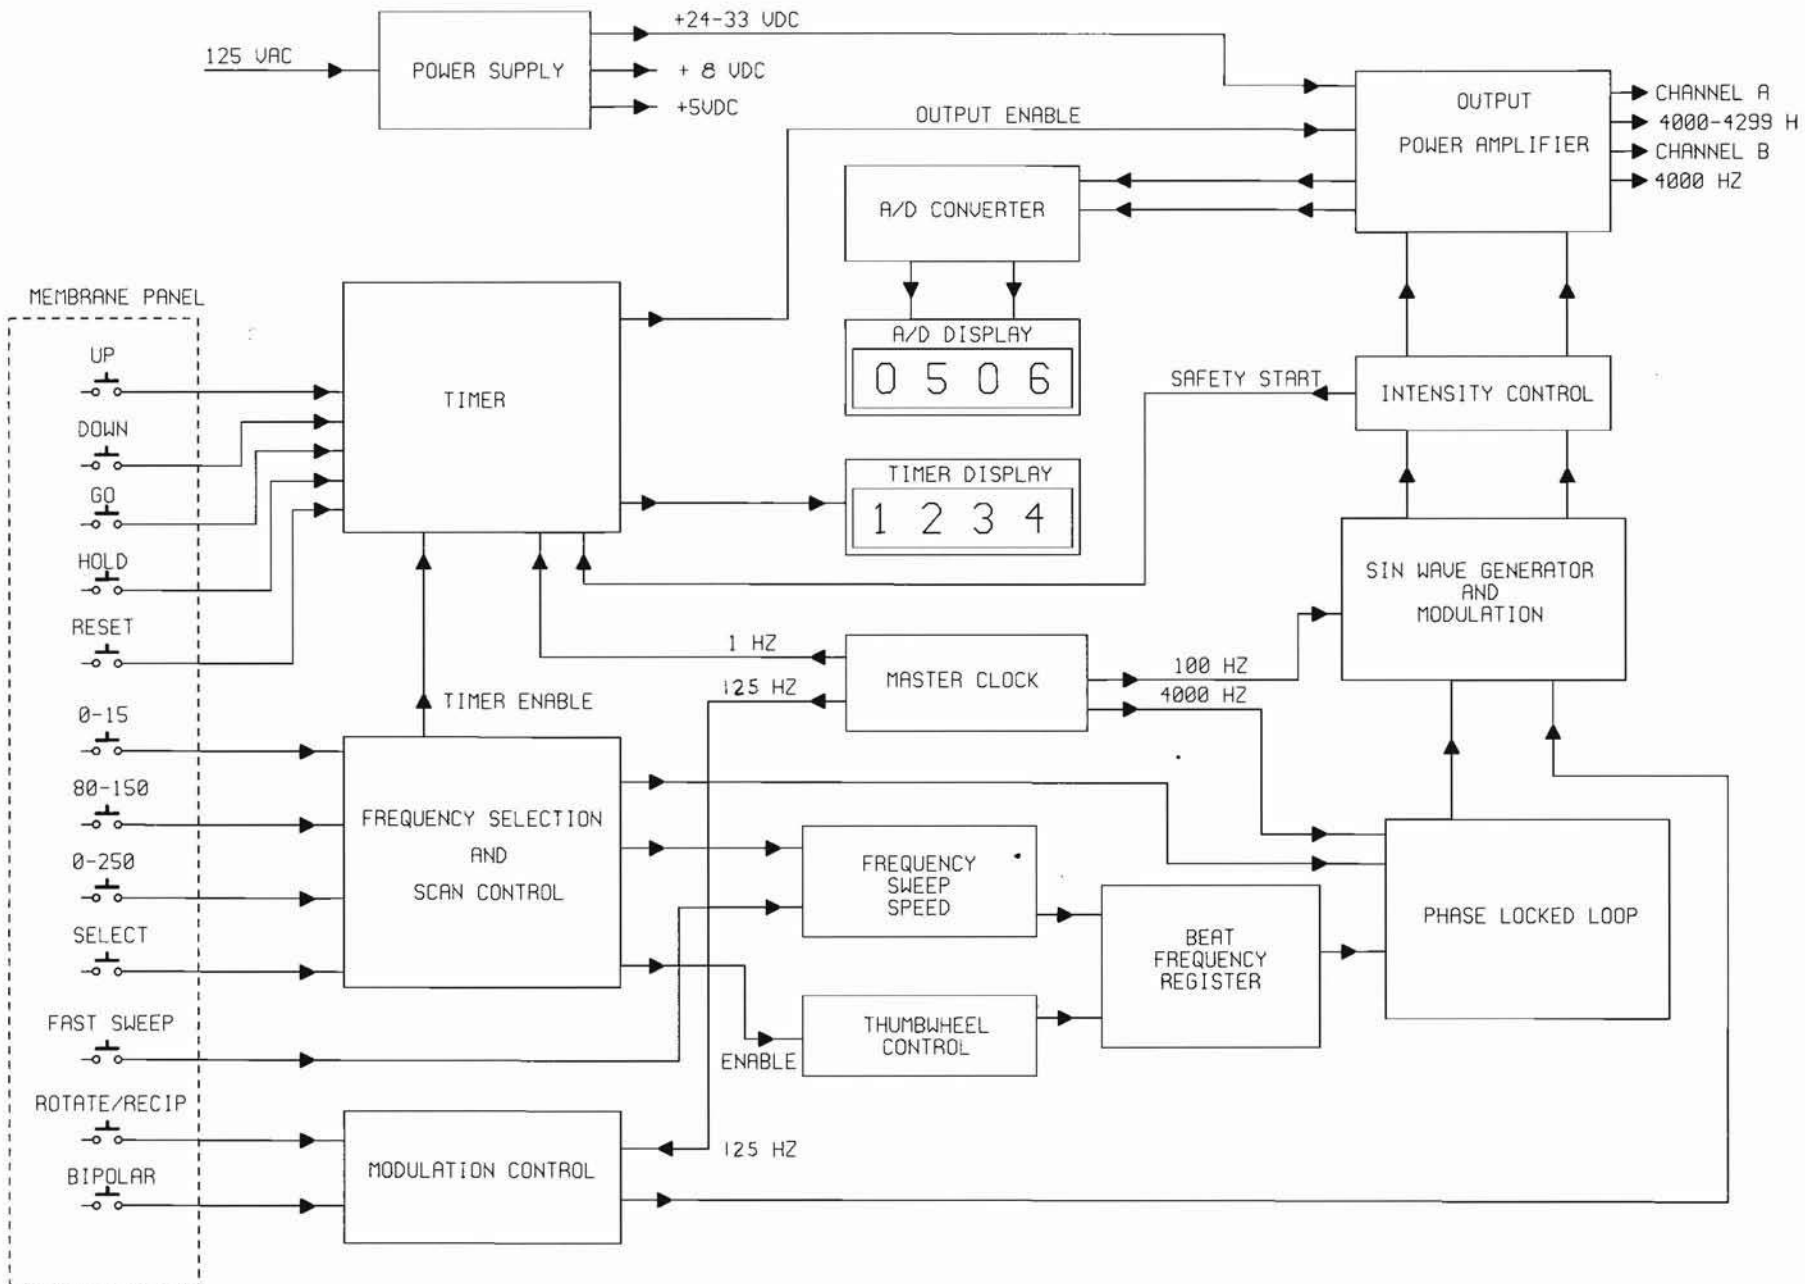 +24-33 VDC
125 VAC
POWER SUPPLY
+ 8 VDC
+5VDC
OUTPUT ENABLE
OUTPUT
POWER AMPLIFIER
CHANNEL A
4000-4299 H
CHANNEL B
4000 HZ
A/D CONVERTER
MEMBRANE PANEL
UP
DOWN
GO
HOLD
RESET
0-15
80-150
0-250
SELECT
FAST SWEEP
ROTATE/RECIP
BIPOLAR
TIMER
A/D DISPLAY
0 5 0 6
TIMER DISPLAY
1 2 3 4
SAFETY START
INTENSITY CONTROL
SIN WAVE GENERATOR
AND
MODULATION
1 HZ
125 HZ
MASTER CLOCK
100 HZ
4000 HZ
TIMER ENABLE
FREQUENCY SELECTION
AND
SCAN CONTROL
FREQUENCY
SWEEP
SPEED
BEAT
FREQUENCY
REGISTER
PHASE LOCKED LOOP
ENABLE
THUMBWHEEL
CONTROL
125 HZ
MODULATION CONTROL